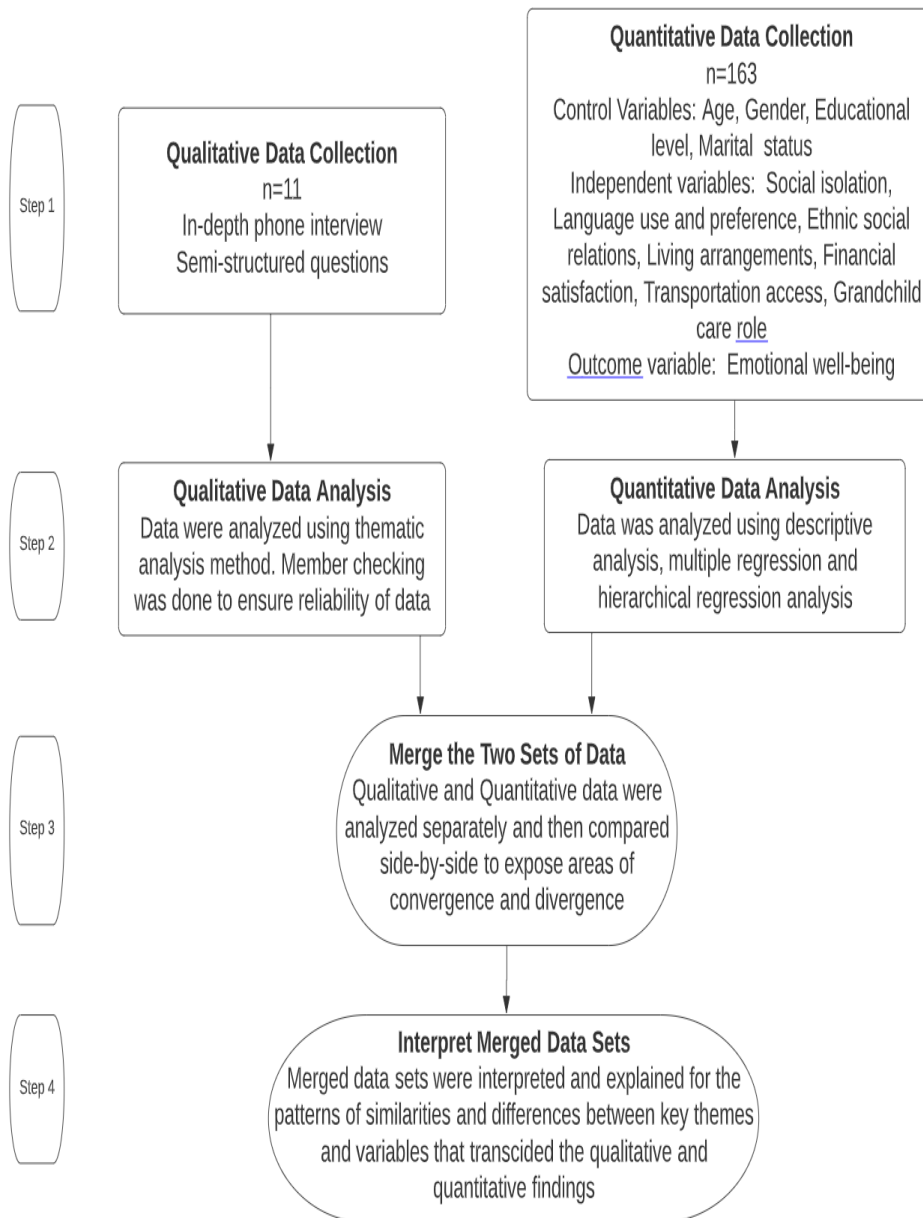 Step 1
Qualitative Data Collection
n=11
In-depth phone interview
Semi-structured questions
Quantitative Data Collection
n=163
Control Variables: Age, Gender, Educational
level, Marital status
Independent variables: Social isolation,
Language use and preference, Ethnic social
relations, Living arrangements, Financial
satisfaction, Transportation access, Grandchild
care role
Outcome variable: Emotional well-being
Step 2
Qualitative Data Analysis
Data were analyzed using thematic
analysis method. Member checking
was done to ensure reliability of data
Quantitative Data Analysis
Data was analyzed using descriptive
analysis, multiple regression and
hierarchical regression analysis
Step 3
Merge the Two Sets of Data
Qualitative and Quantitative data were
analyzed separately and then compared
side-by-side to expose areas of
convergence and divergence
Step 4
Interpret Merged Data Sets
Merged data sets were interpreted and explained for the
patterns of similarities and differences between key themes
and variables that transcided the qualitative and
quantitative findings